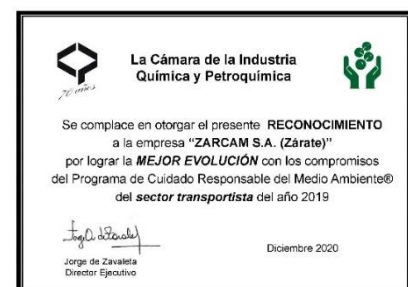 La Cámara de la Industria
Química y Petroquímica
70 años
Se complace en otorgar el presente RECONOCIMIENTO
a la empresa “ZARCAM S.A. (Zárate)”
por lograr la MEJOR EVOLUCIÓN con los compromisos
del Programa de Cuidado Responsable del Medio Ambiente®
del sector transportista del año 2019
Jorge de Zavaleta
Director Ejecutivo
Diciembre 2020